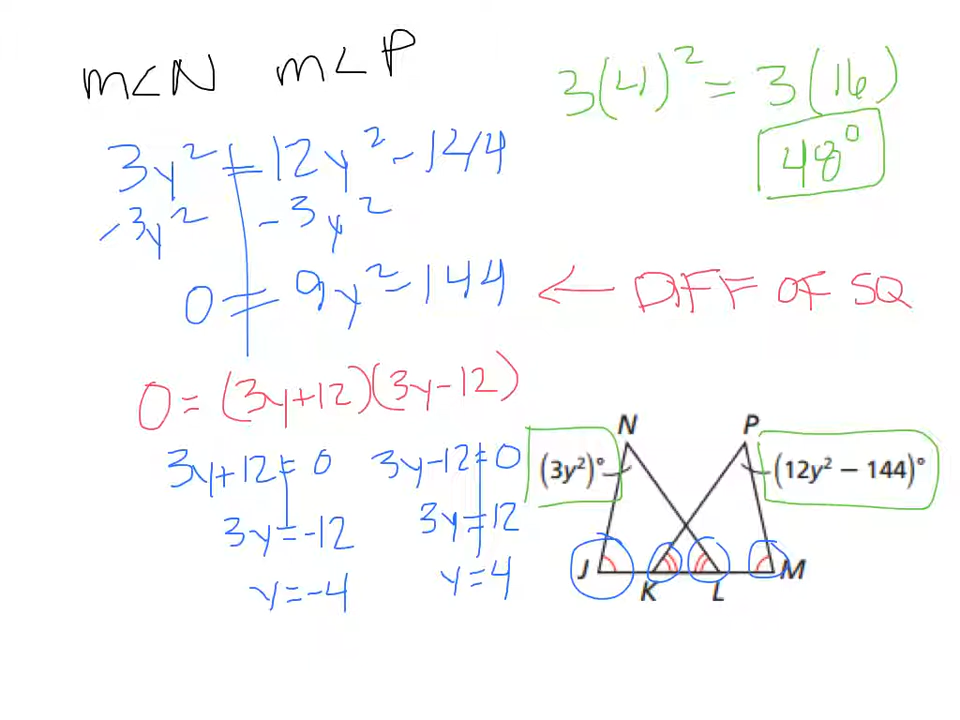 m<N m<P
3y² = 12y² - 144
-3y² -3y²
0 = 9y² - 144 ← DIFF OF SQ
0 = (3y+12)(3y-12)
3y+12=0 3y-12=0
3y=-12 3y=12
y=-4 y=4
3(4)² = 3(16)
48°
N P
(3y²)° (12y² – 144)°
J K L M